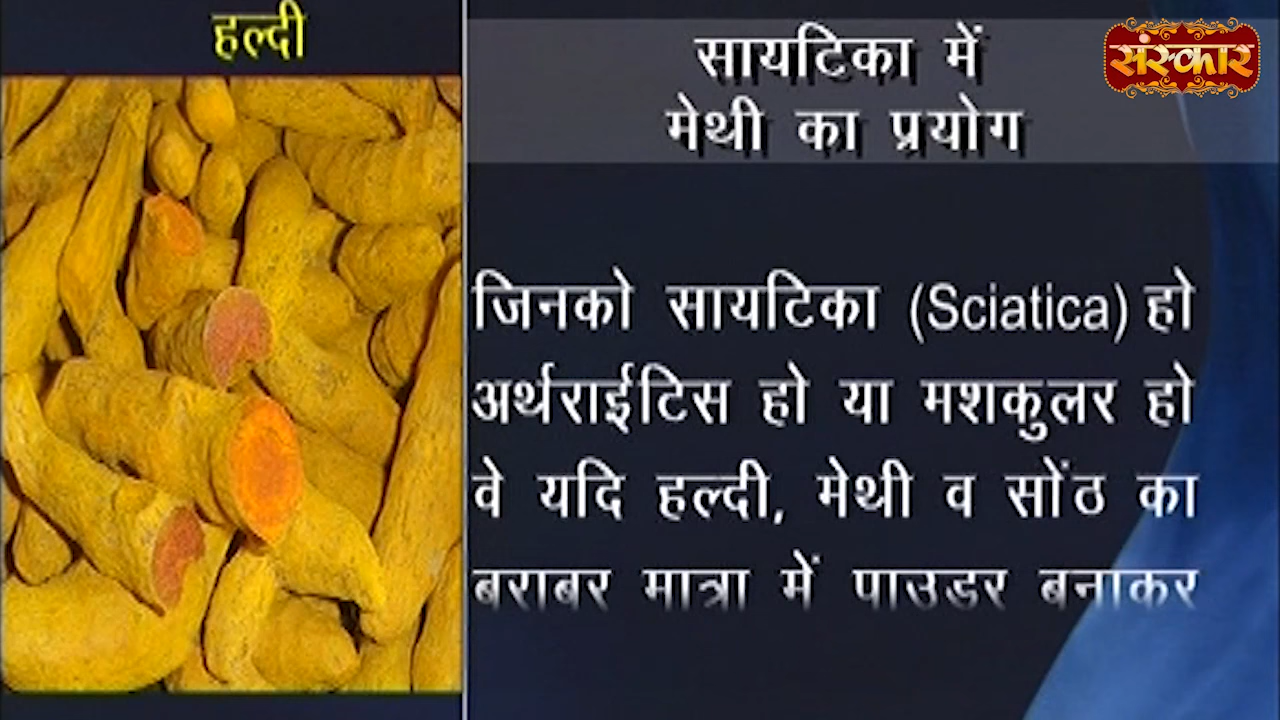 हल्दी
सायटिका में
मेथी का प्रयोग
संस्कार
जिनको सायटिका (Sciatica) हो
अर्थराईटिस हो या मशकुलर हो
वे यदि हल्दी, मेथी व सोंठ का
बराबर मात्रा में पाउडर बनाकर